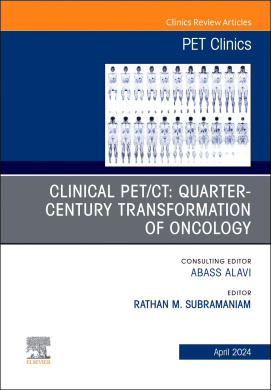 Clinics Review Articles
PET Clinics
CLINICAL PET/CT: QUARTER-
CENTURY TRANSFORMATION
OF ONCOLOGY
CONSULTING EDITOR
ABASS ALAVI
EDITOR
RATHAN M. SUBRAMANIAM
ELSEVIER
April 2024